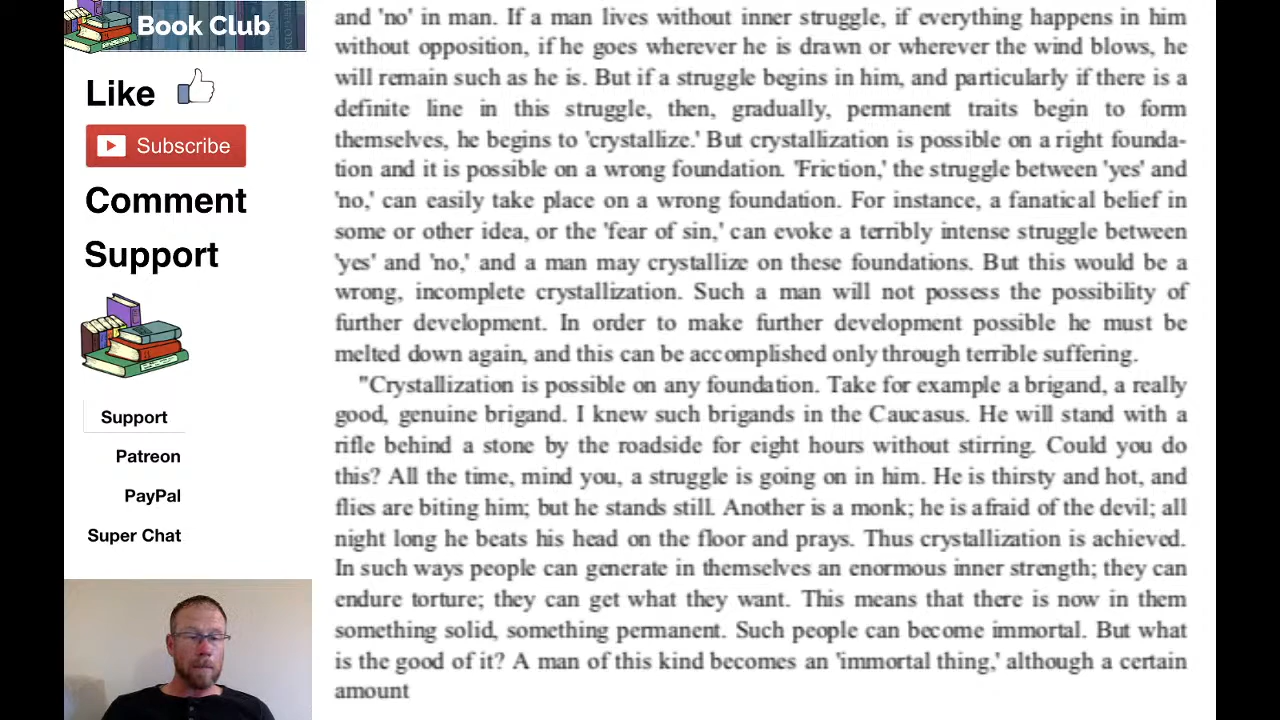 Book Club
Like
Subscribe
Comment
Support
Support
Patreon
PayPal
Super Chat
and 'no' in man. If a man lives without inner struggle, if everything happens in him
without opposition, if he goes wherever he is drawn or wherever the wind blows, he
will remain such as he is. But if a struggle begins in him, and particularly if there is a
definite line in this struggle, then, gradually, permanent traits begin to form
themselves, he begins to 'crystallize.' But crystallization is possible on a right founda-
tion and it is possible on a wrong foundation. 'Friction,' the struggle between 'yes' and
'no,' can easily take place on a wrong foundation. For instance, a fanatical belief in
some or other idea, or the 'fear of sin,' can evoke a terribly intense struggle between
'yes' and 'no,' and a man may crystallize on these foundations. But this would be a
wrong, incomplete crystallization. Such a man will not possess the possibility of
further development. In order to make further development possible he must be
melted down again, and this can be accomplished only through terrible suffering.
"Crystallization is possible on any foundation. Take for example a brigand, a really
good, genuine brigand. I knew such brigands in the Caucasus. He will stand with a
rifle behind a stone by the roadside for eight hours without stirring. Could you do
this? All the time, mind you, a struggle is going on in him. He is thirsty and hot, and
flies are biting him; but he stands still. Another is a monk; he is afraid of the devil; all
night long he beats his head on the floor and prays. Thus crystallization is achieved.
In such ways people can generate in themselves an enormous inner strength; they can
endure torture; they can get what they want. This means that there is now in them
something solid, something permanent. Such people can become immortal. But what
is the good of it? A man of this kind becomes an 'immortal thing,' although a certain
amount